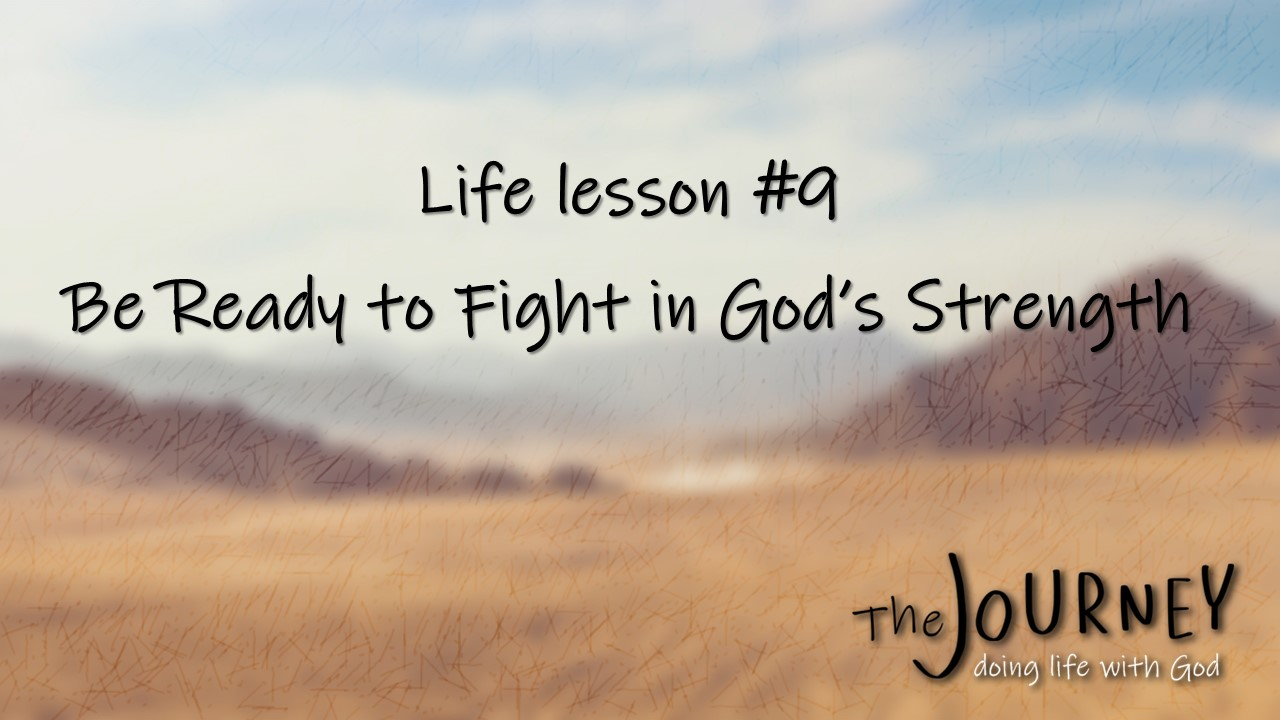 Life lesson #9
Be Ready to Fight in God's Strength
The JOURNEY
doing life with God